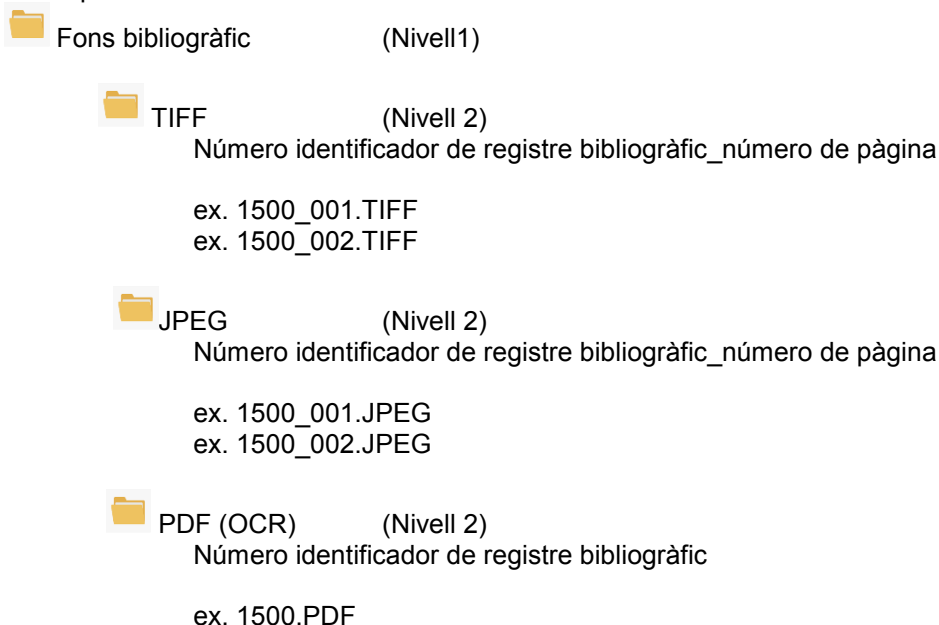 Fons bibliogràfic (Nivell1)
TIFF (Nivell 2)
Número identificador de registre bibliogràfic_número de pàgina
ex. 1500_001.TIFF
ex. 1500_002.TIFF
JPEG (Nivell 2)
Número identificador de registre bibliogràfic_número de pàgina
ex. 1500_001.JPEG
ex. 1500_002.JPEG
PDF (OCR) (Nivell 2)
Número identificador de registre bibliogràfic
ex. 1500.PDF